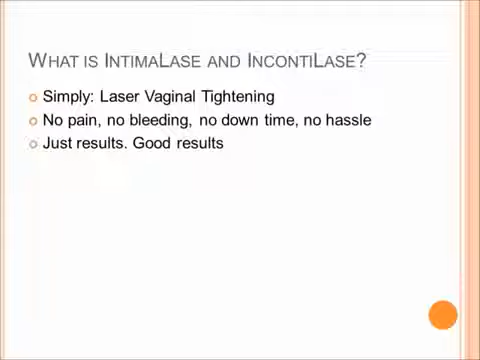 What is IntimaLase and IncontiLase?
Simply: Laser Vaginal Tightening
No pain, no bleeding, no down time, no hassle
Just results. Good results